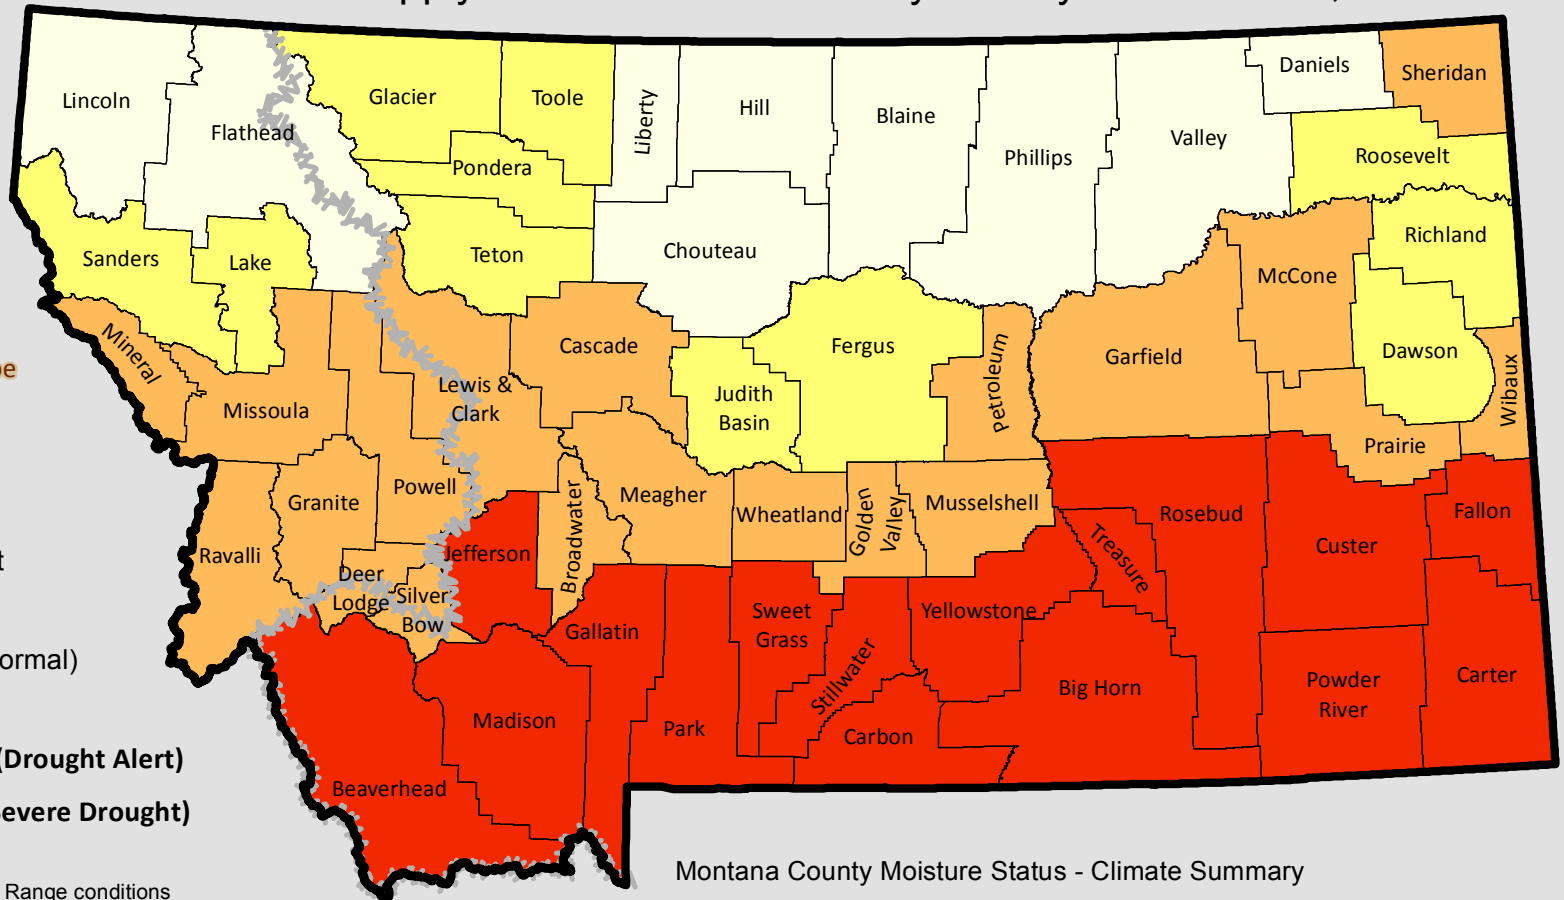 Lincoln
Flathead
Glacier
Toole
Liberty
Hill
Blaine
Phillips
Valley
Daniels
Sheridan
Roosevelt
Pondera
Sanders
Lake
Teton
Chouteau
McCone
Richland
Mineral
Missoula
Lewis &
Clark
Cascade
Judith
Basin
Fergus
Petroleum
Garfield
Dawson
Wibaux
Prairie
Ravalli
Granite
Powell
Jefferson
Broadwater
Meagher
Wheatland
Golden
Valley
Musselshell
Treasure
Rosebud
Custer
Fallon
Deer
Lodge
Silver
Bow
Gallatin
Sweet
Grass
Stillwater
Yellowstone
Big Horn
Powder
River
Carter
Beaverhead
Madison
Park
Carbon
ormal)
(Drought Alert)
Severe Drought)
Range conditions
Montana County Moisture Status - Climate Summary